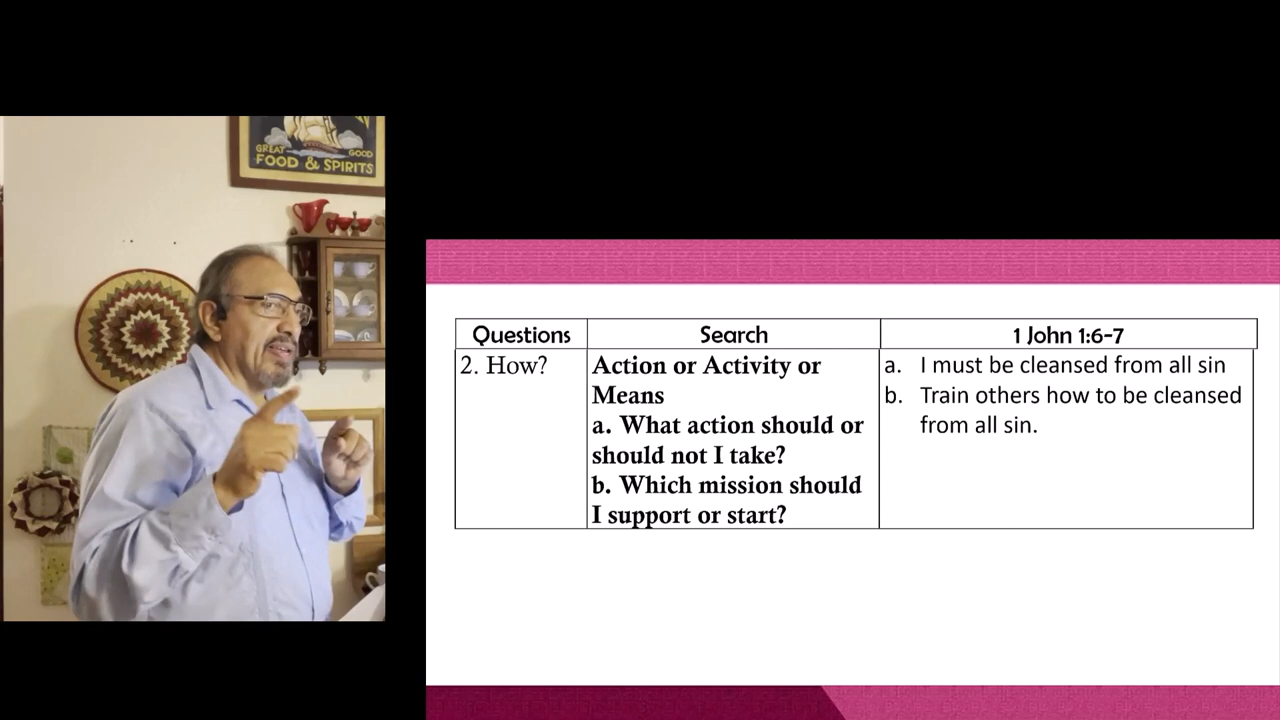 GREAT GOOD
FOOD & SPIRITS
Questions Search 1 John 1:6-7
2. How?
Action or Activity or
Means
a. What action should or
should not I take?
b. Which mission should
I support or start?
a. I must be cleansed from all sin
b. Train others how to be cleansed
from all sin.